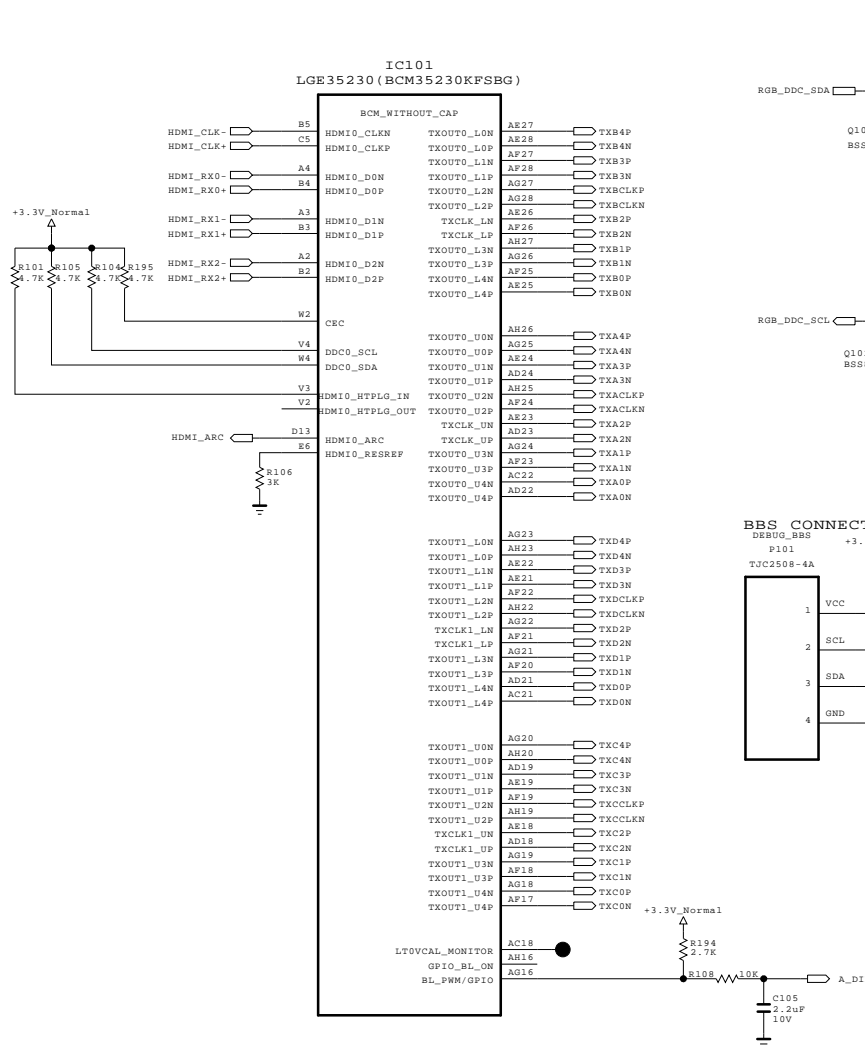 IC101
LGE35230(BCM35230KFSBG)
BCM_WITHOUT_CAP
HDMI_CLK- B5 HDMI0_CLKN
HDMI_CLK+ C5 HDMI0_CLKP
HDMI_RX0- A4 HDMI0_D0N
HDMI_RX0+ B4 HDMI0_D0P
HDMI_RX1- A3 HDMI0_D1N
HDMI_RX1+ B3 HDMI0_D1P
HDMI_RX2- A2 HDMI0_D2N
HDMI_RX2+ B2 HDMI0_D2P
+3.3V_Normal
R101 R105 R104 R195
4.7K 4.7K 4.7K 4.7K
W2 CEC
V4 DDC0_SCL
W4 DDC0_SDA
V3 HDMI0_HTPLG_IN
V2 HDMI0_HTPLG_OUT
HDMI_ARC D13 HDMI0_ARC
E6 HDMI0_RESREF
R106
3K
TXOUT0_L0N AE27 TXB4P
TXOUT0_L0P AE28 TXB4N
TXOUT0_L1N AF27 TXB3P
TXOUT0_L1P AF28 TXB3N
TXOUT0_L2N AG27 TXBCLKP
TXOUT0_L2P AG28 TXBCLKN
TXCLK_LN AE26 TXB2P
TXCLK_LP AF26 TXB2N
TXOUT0_L3N AH27 TXB1P
TXOUT0_L3P AG26 TXB1N
TXOUT0_L4N AF25 TXB0P
TXOUT0_L4P AE25 TXB0N
TXOUT0_U0N AH26 TXA4P
TXOUT0_U0P AG25 TXA4N
TXOUT0_U1N AE24 TXA3P
TXOUT0_U1P AD24 TXA3N
TXOUT0_U2N AH25 TXACLKP
TXOUT0_U2P AF24 TXACLKN
TXCLK_UN AE23 TXA2P
TXCLK_UP AD23 TXA2N
TXOUT0_U3N AG24 TXA1P
TXOUT0_U3P AF23 TXA1N
TXOUT0_U4N AC22 TXA0P
TXOUT0_U4P AD22 TXA0N
TXOUT1_L0N AG23 TXD4P
TXOUT1_L0P AH23 TXD4N
TXOUT1_L1N AE22 TXD3P
TXOUT1_L1P AE21 TXD3N
TXOUT1_L2N AF22 TXDCLKP
TXOUT1_L2P AH22 TXDCLKN
TXCLK1_LN AG22 TXD2P
TXCLK1_LP AF21 TXD2N
TXOUT1_L3N AG21 TXD1P
TXOUT1_L3P AF20 TXD1N
TXOUT1_L4N AD21 TXD0P
TXOUT1_L4P AC21 TXD0N
TXOUT1_U0N AG20 TXC4P
TXOUT1_U0P AH20 TXC4N
TXOUT1_U1N AD19 TXC3P
TXOUT1_U1P AE19 TXC3N
TXOUT1_U2N AF19 TXCCLKP
TXOUT1_U2P AH19 TXCCLKN
TXCLK1_UN AE18 TXC2P
TXCLK1_UP AD18 TXC2N
TXOUT1_U3N AG19 TXC1P
TXOUT1_U3P AF18 TXC1N
TXOUT1_U4N AG18 TXC0P
TXOUT1_U4P AF17 TXC0N
LT0VCAL_MONITOR AC18
GPIO_BL_ON AH16
BL_PWM/GPIO AG16
+3.3V_Normal
R194
2.7K
R108 10K
A_DI
C105
2.2uF
10V
RGB_DDC_SDA
Q10
BSS
RGB_DDC_SCL
Q10
BSS
BBS CONNECT
DEBUG_BBS
+3.
P101
TJC2508-4A
1 VCC
2 SCL
3 SDA
4 GND